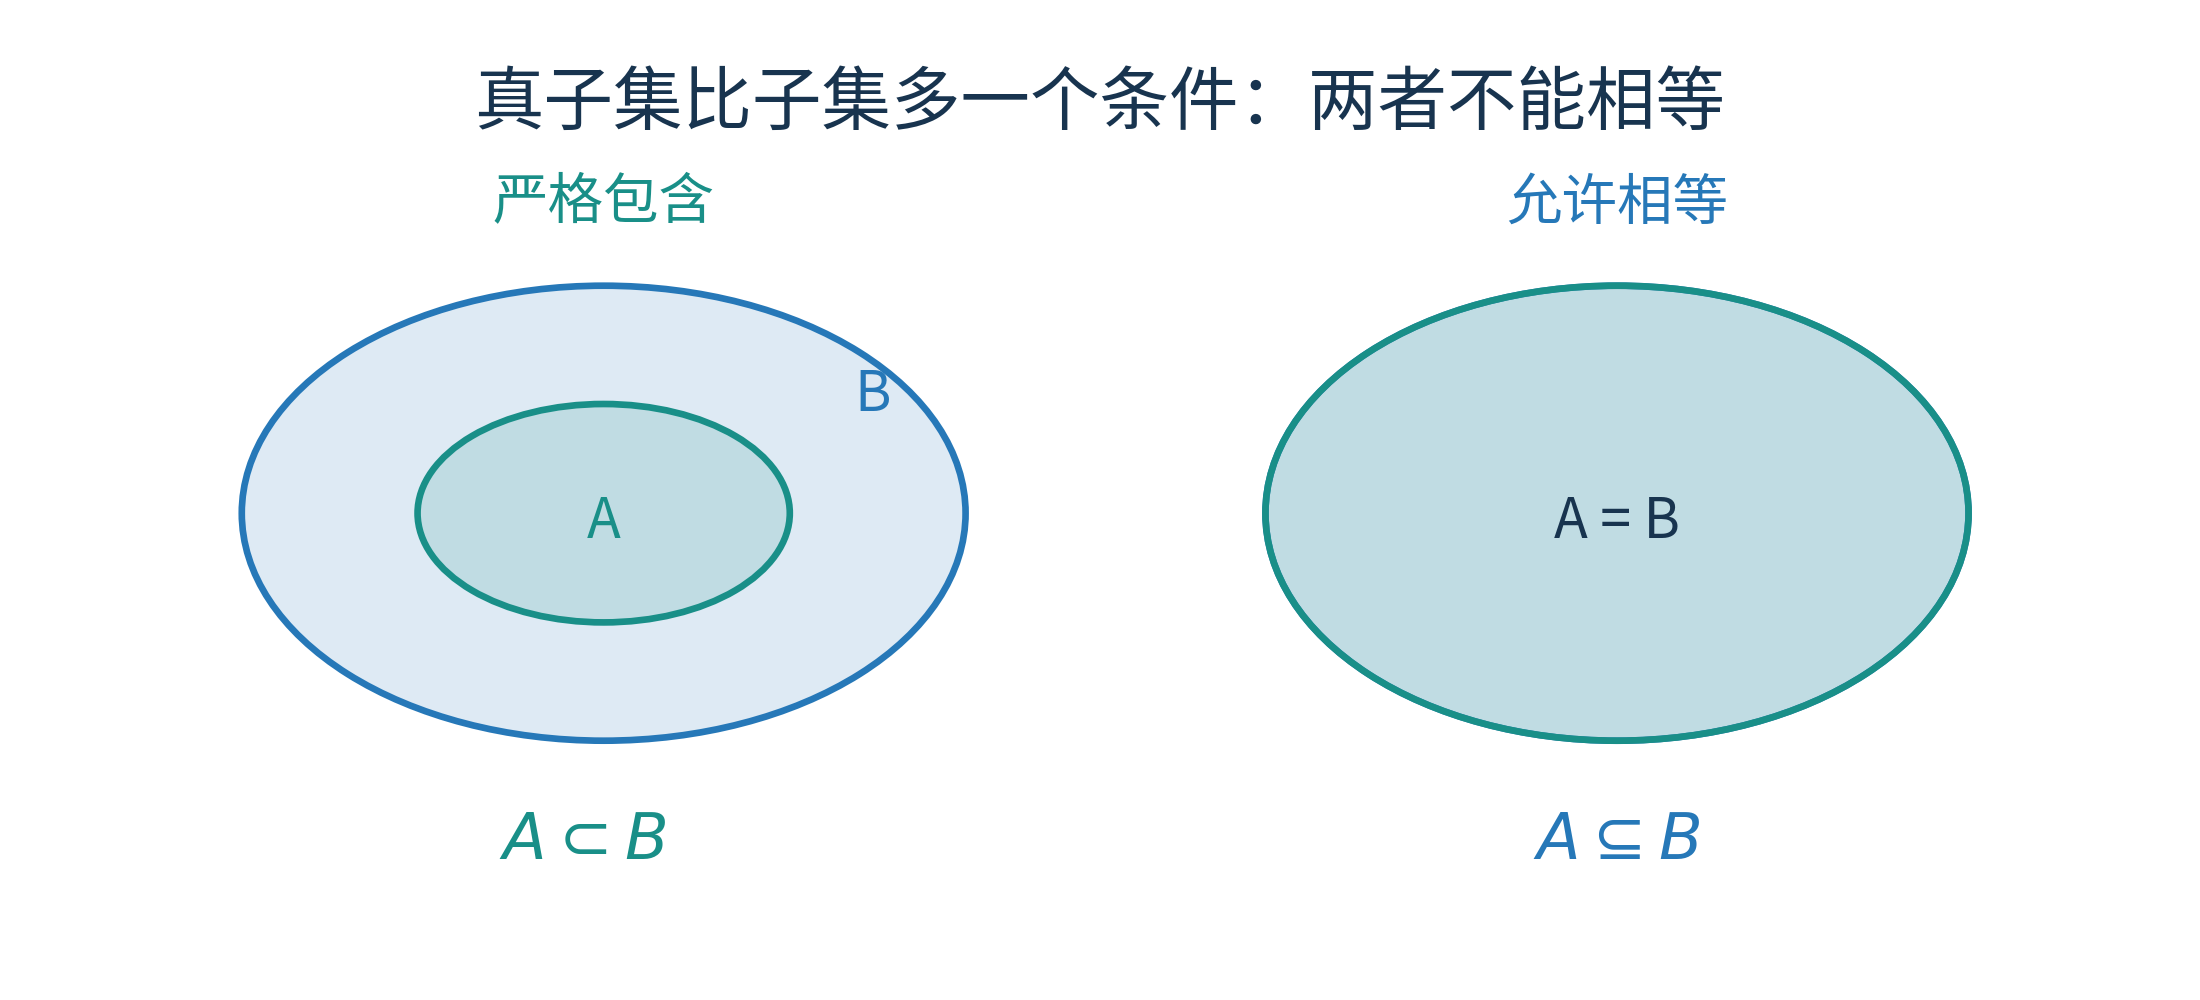 真子集比子集多一个条件：两者不能相等
严格包含
允许相等
B
A
A = B
A ⊂ B
A ⊆ B